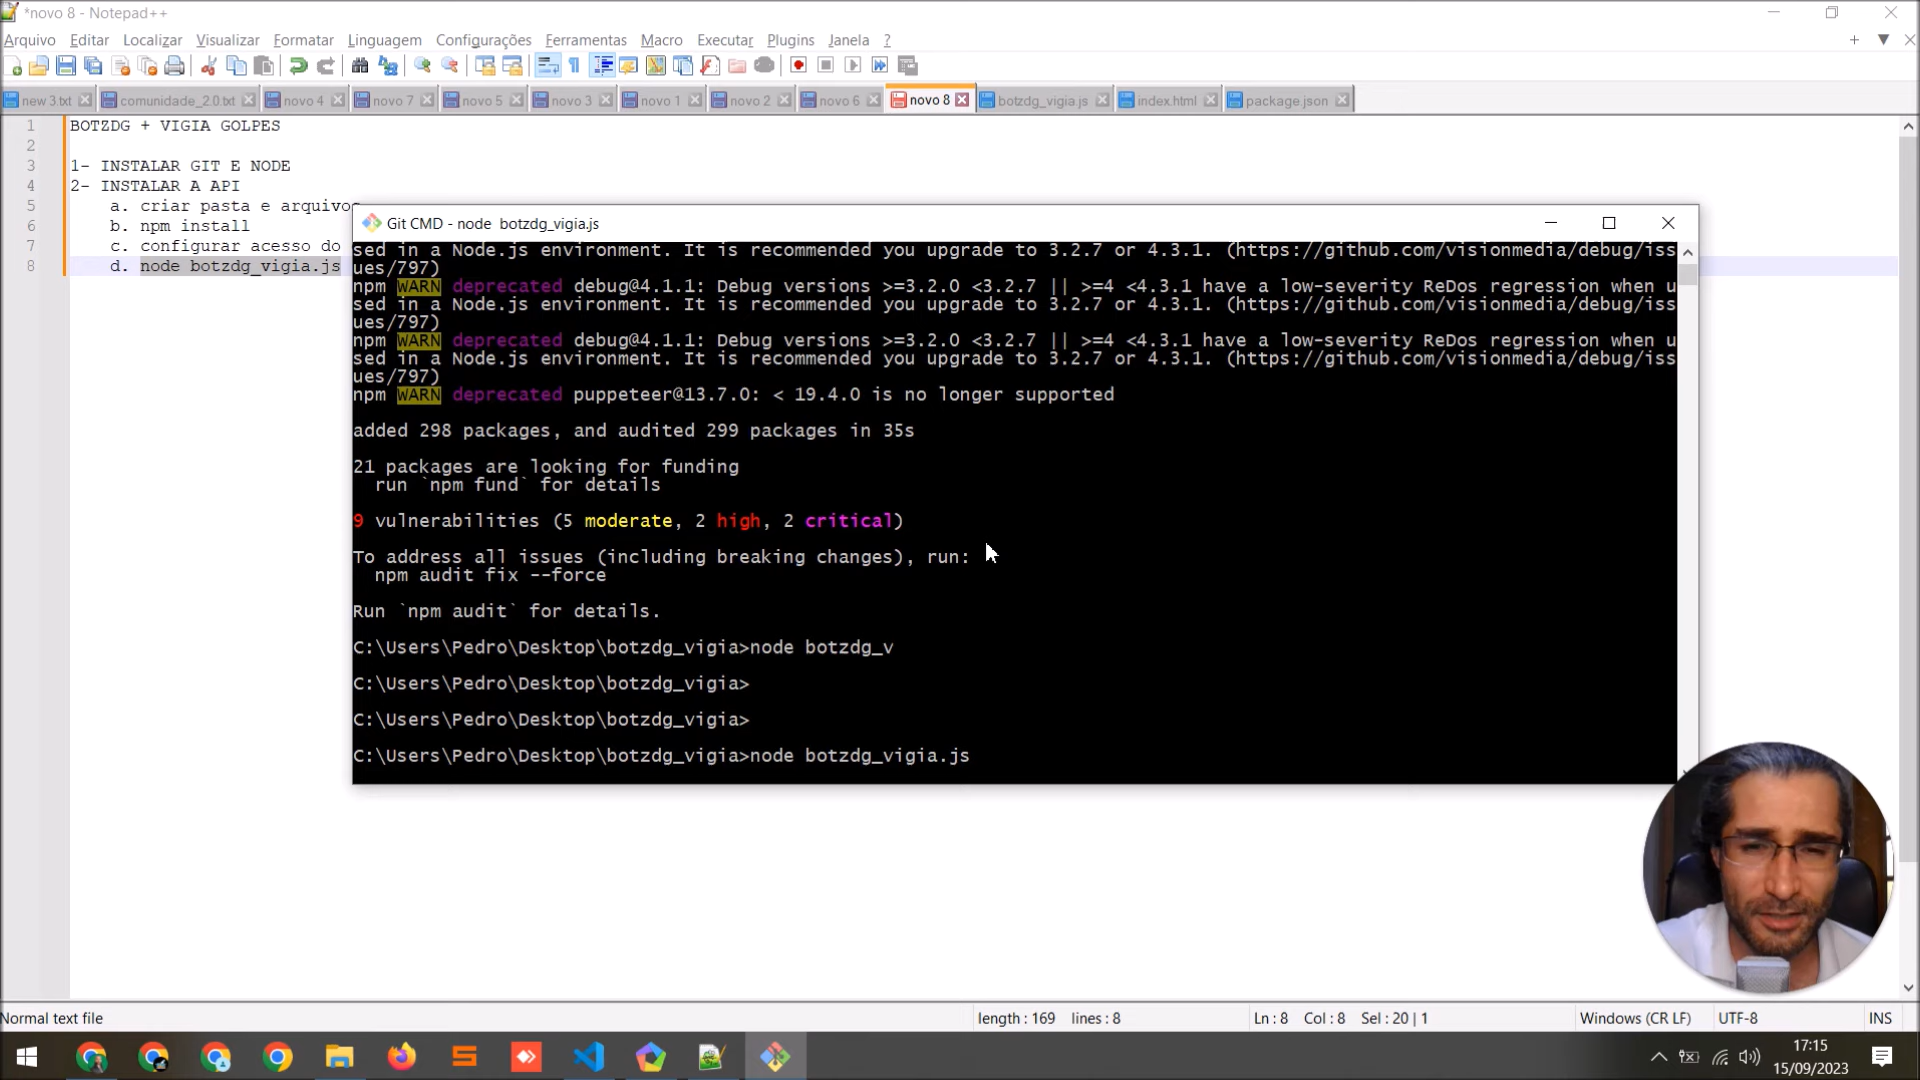 *novo 8 - Notepad++
Arquivo Editar Localizar Visualizar Formatar Linguagem Configurações Ferramentas Macro Executar Plugins Janela ?
new 3.txt comunidade_2.0.txt novo 4 novo 7 novo 5 novo 3 novo 1 novo 2 novo 6 novo 8 botzdg_vigia.js index.html package.json
1 BOTZDG + VIGIA GOLPES
2
3 1- INSTALAR GIT E NODE
4 2- INSTALAR A API
5 a. criar pasta e arquivos
6 b. npm install
7 c. configurar acesso do
8 d. node botzdg_vigia.js
Git CMD - node botzdg_vigia.js
sed in a Node.js environment. It is recommended you upgrade to 3.2.7 or 4.3.1. (https://github.com/visionmedia/debug/iss
ues/797)
npm WARN deprecated debug@4.1.1: Debug versions >=3.2.0 <3.2.7 || >=4 <4.3.1 have a low-severity ReDos regression when u
sed in a Node.js environment. It is recommended you upgrade to 3.2.7 or 4.3.1. (https://github.com/visionmedia/debug/iss
ues/797)
npm WARN deprecated debug@4.1.1: Debug versions >=3.2.0 <3.2.7 || >=4 <4.3.1 have a low-severity ReDos regression when u
sed in a Node.js environment. It is recommended you upgrade to 3.2.7 or 4.3.1. (https://github.com/visionmedia/debug/iss
ues/797)
npm WARN deprecated puppeteer@13.7.0: < 19.4.0 is no longer supported
added 298 packages, and audited 299 packages in 35s
21 packages are looking for funding
run `npm fund` for details
9 vulnerabilities (5 moderate, 2 high, 2 critical)
To address all issues (including breaking changes), run:
npm audit fix --force
Run `npm audit` for details.
C:\Users\Pedro\Desktop\botzdg_vigia>node botzdg_v
C:\Users\Pedro\Desktop\botzdg_vigia>
C:\Users\Pedro\Desktop\botzdg_vigia>
C:\Users\Pedro\Desktop\botzdg_vigia>node botzdg_vigia.js
Normal text file length : 169 lines : 8 Ln : 8 Col : 8 Sel : 20 | 1 Windows (CR LF) UTF-8 INS
17:15
15/09/2023